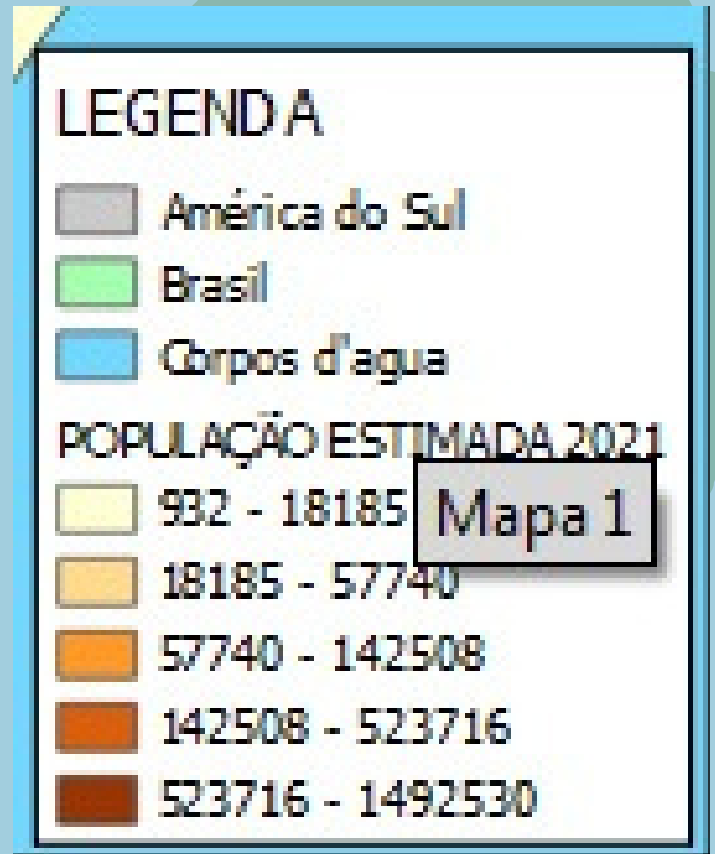 LEGENDA
América do Sul
Brasil
Corpos d'agua
POPULAÇÃO ESTIMADA 2021
932 - 18185
Mapa 1
18185 - 57740
57740 - 142508
142508 - 523716
523716 - 1492530